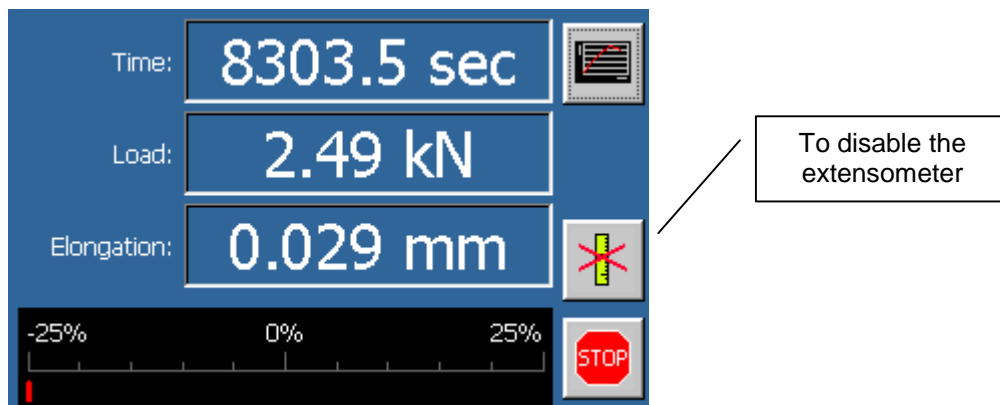 Time: 8303.5 sec
Load: 2.49 kN
To disable the
extensometer
Elongation: 0.029 mm
-25% 0% 25%
STOP